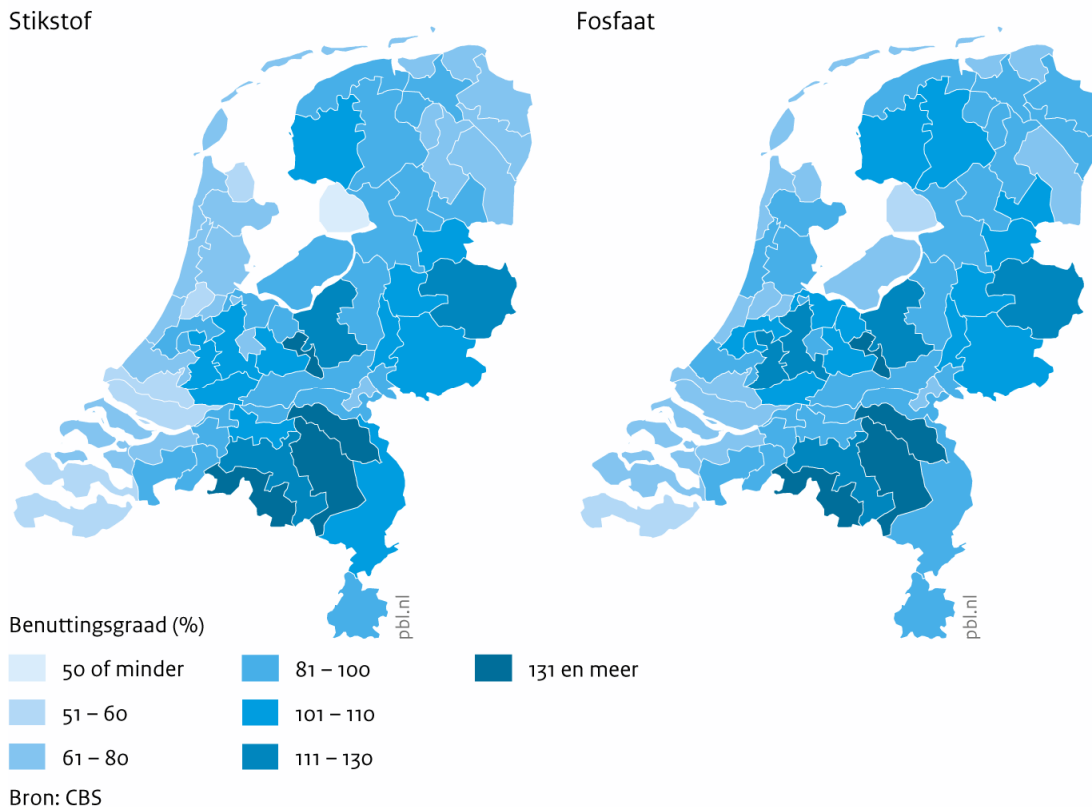 Stikstof
Fosfaat
pbl.nl
pbl.nl
Benuttingsgraad (%)
50 of minder
51 – 60
61 – 80
81 – 100
101 – 110
111 – 130
131 en meer
Bron: CBS